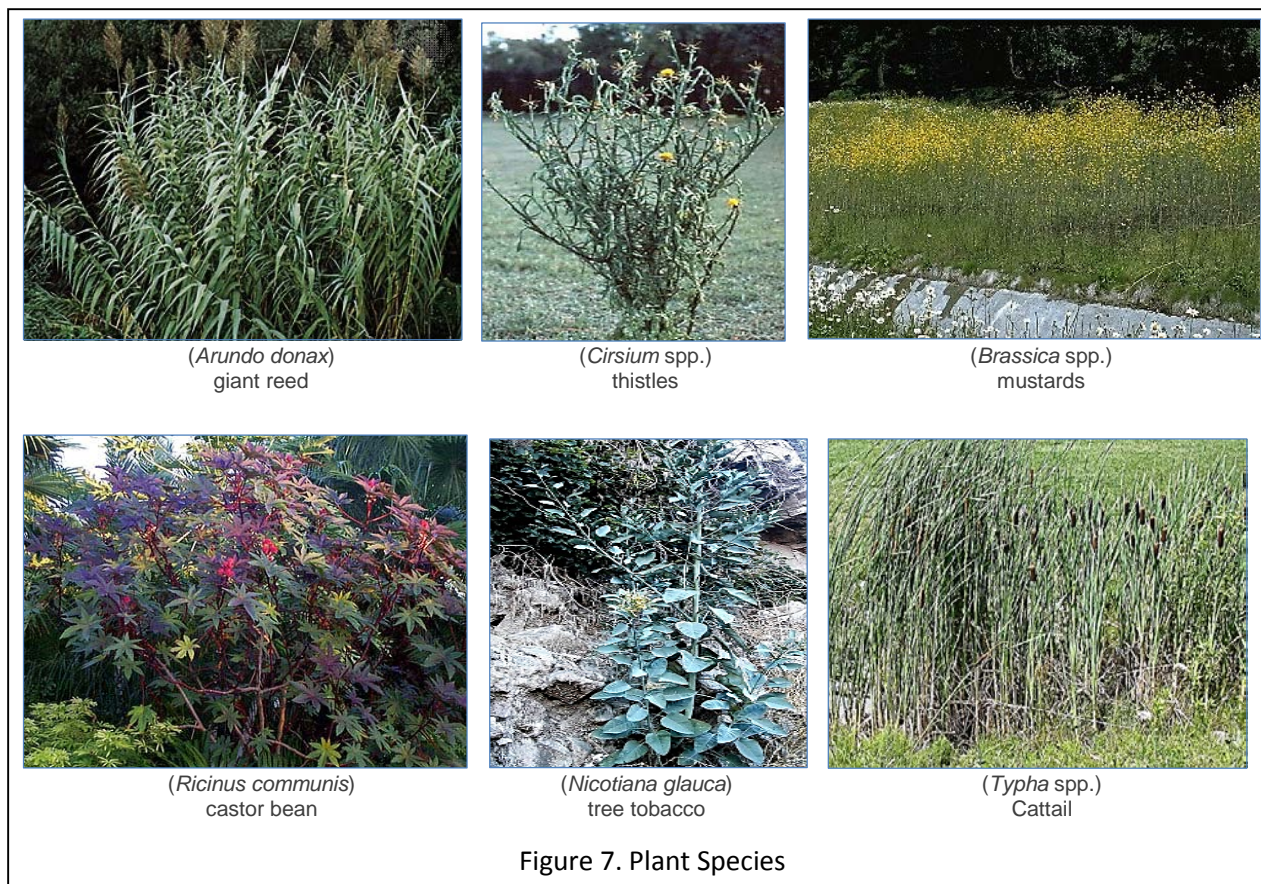 (Arundo donax)
giant reed
(Cirsium spp.)
thistles
(Brassica spp.)
mustards
(Ricinus communis)
castor bean
(Nicotiana glauca)
tree tobacco
(Typha spp.)
Cattail
Figure 7. Plant Species